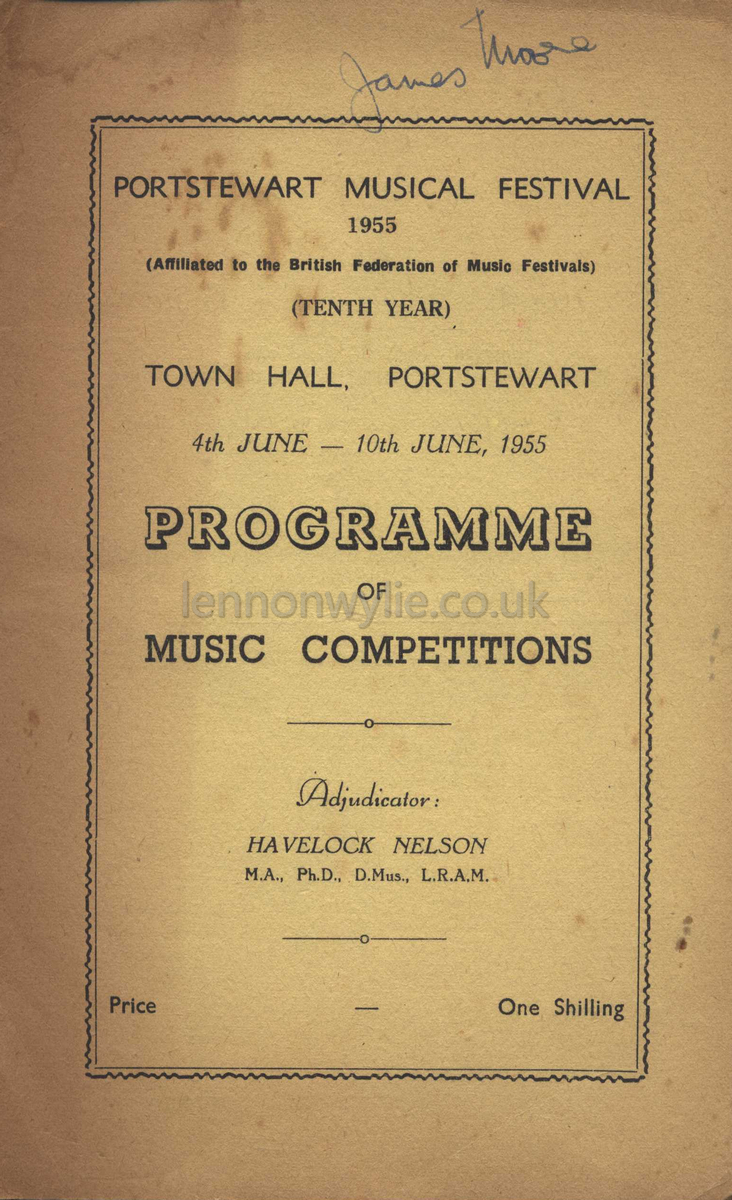 James Moore
PORTSTEWART MUSICAL FESTIVAL
1955
(Affiliated to the British Federation of Music Festivals)
(TENTH YEAR)
TOWN HALL, PORTSTEWART
4th JUNE — 10th JUNE, 1955
PROGRAMME
OF
lennonwylie.co.uk
MUSIC COMPETITIONS
Adjudicator:
HAVELOCK NELSON
M.A., Ph.D., D.Mus., L.R.A.M.
Price — One Shilling